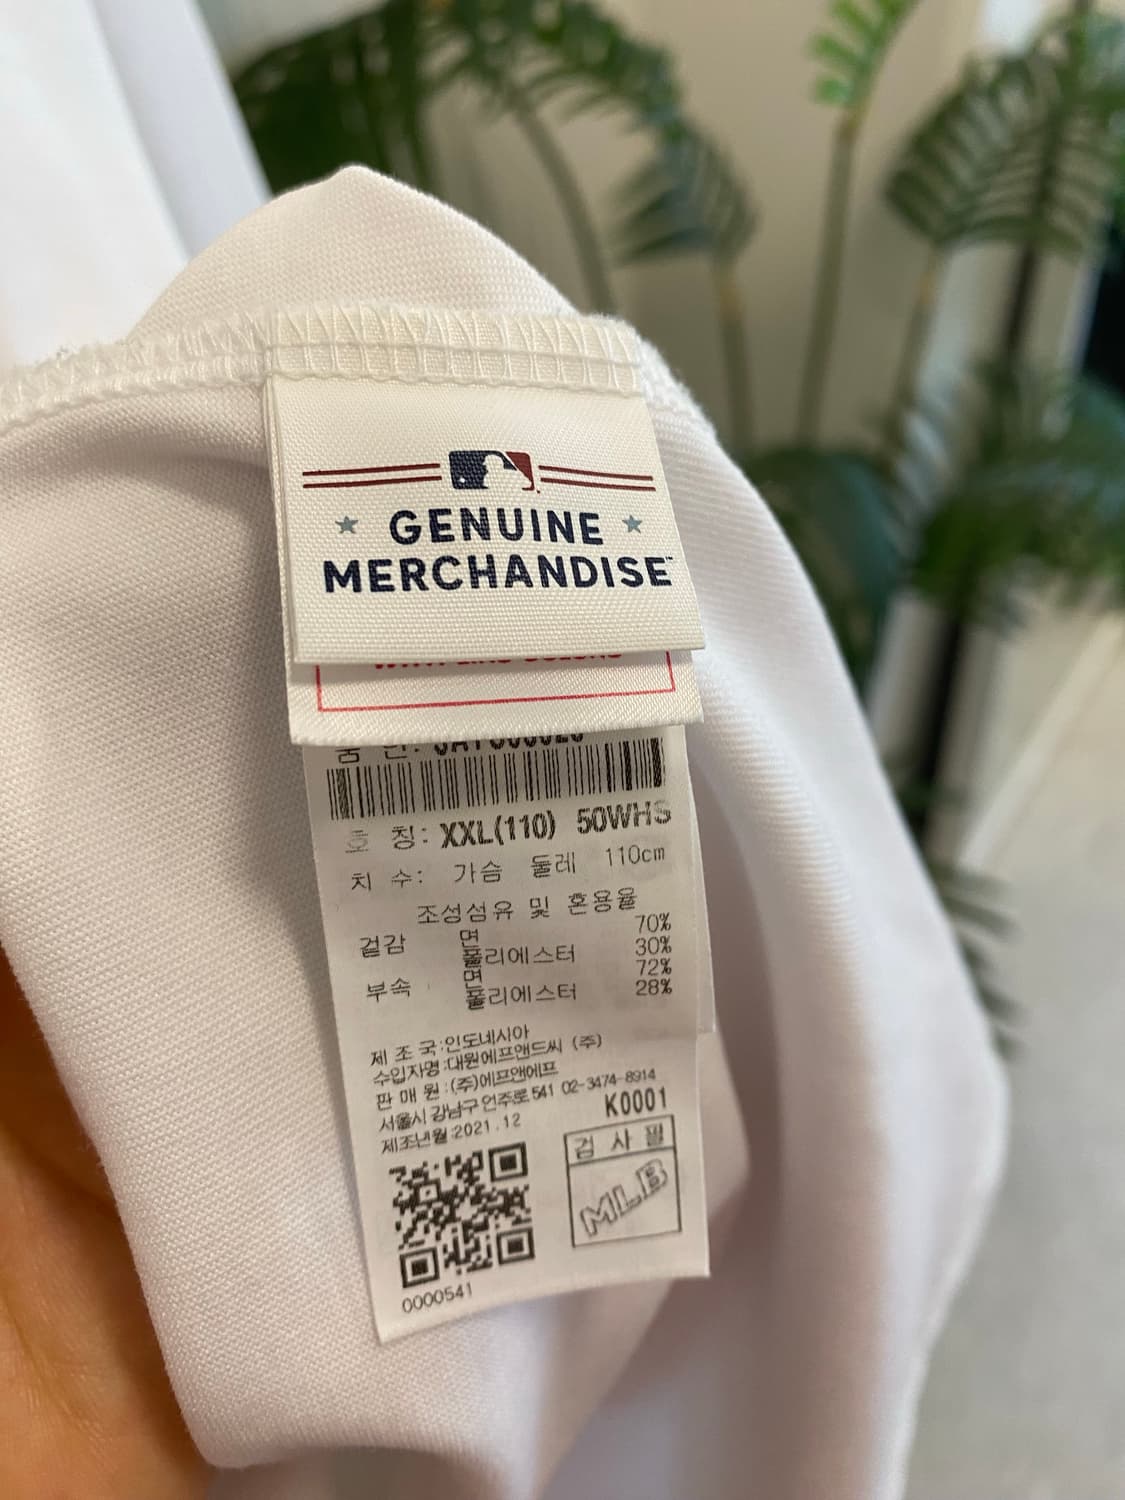 GENUINE
MERCHANDISE™
호 칭: XXL(110) 50WHS
치 수: 가슴 둘레 110cm
조성섬유 및 혼용율
겉감 면 70%
폴리에스터 30%
부속 면 72%
폴리에스터 28%
제 조 국:인도네시아
수입자명:대원에프앤드씨 (주)
판 매 원:(주)에프앤에프
서울시 강남구 언주로 541 02-3474-8914
제조년월:2021.12
K0001
검 사 필
MLB
0000541